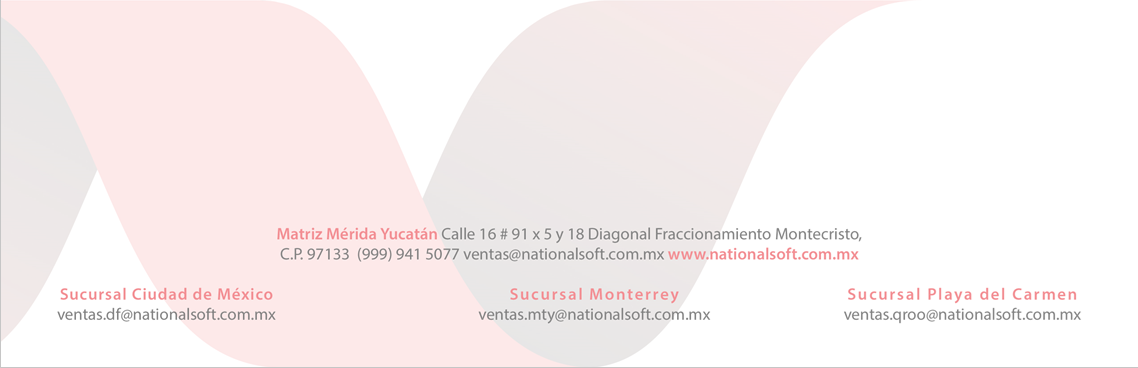 Matriz Mérida Yucatán Calle 16 # 91 x 5 y 18 Diagonal Fraccionamiento Montecristo,
C.P. 97133 (999) 941 5077 ventas@nationalsoft.com.mx www.nationalsoft.com.mx
Sucursal Ciudad de México
ventas.df@nationalsoft.com.mx
Sucursal Monterrey
ventas.mty@nationalsoft.com.mx
Sucursal Playa del Carmen
ventas.qroo@nationalsoft.com.mx